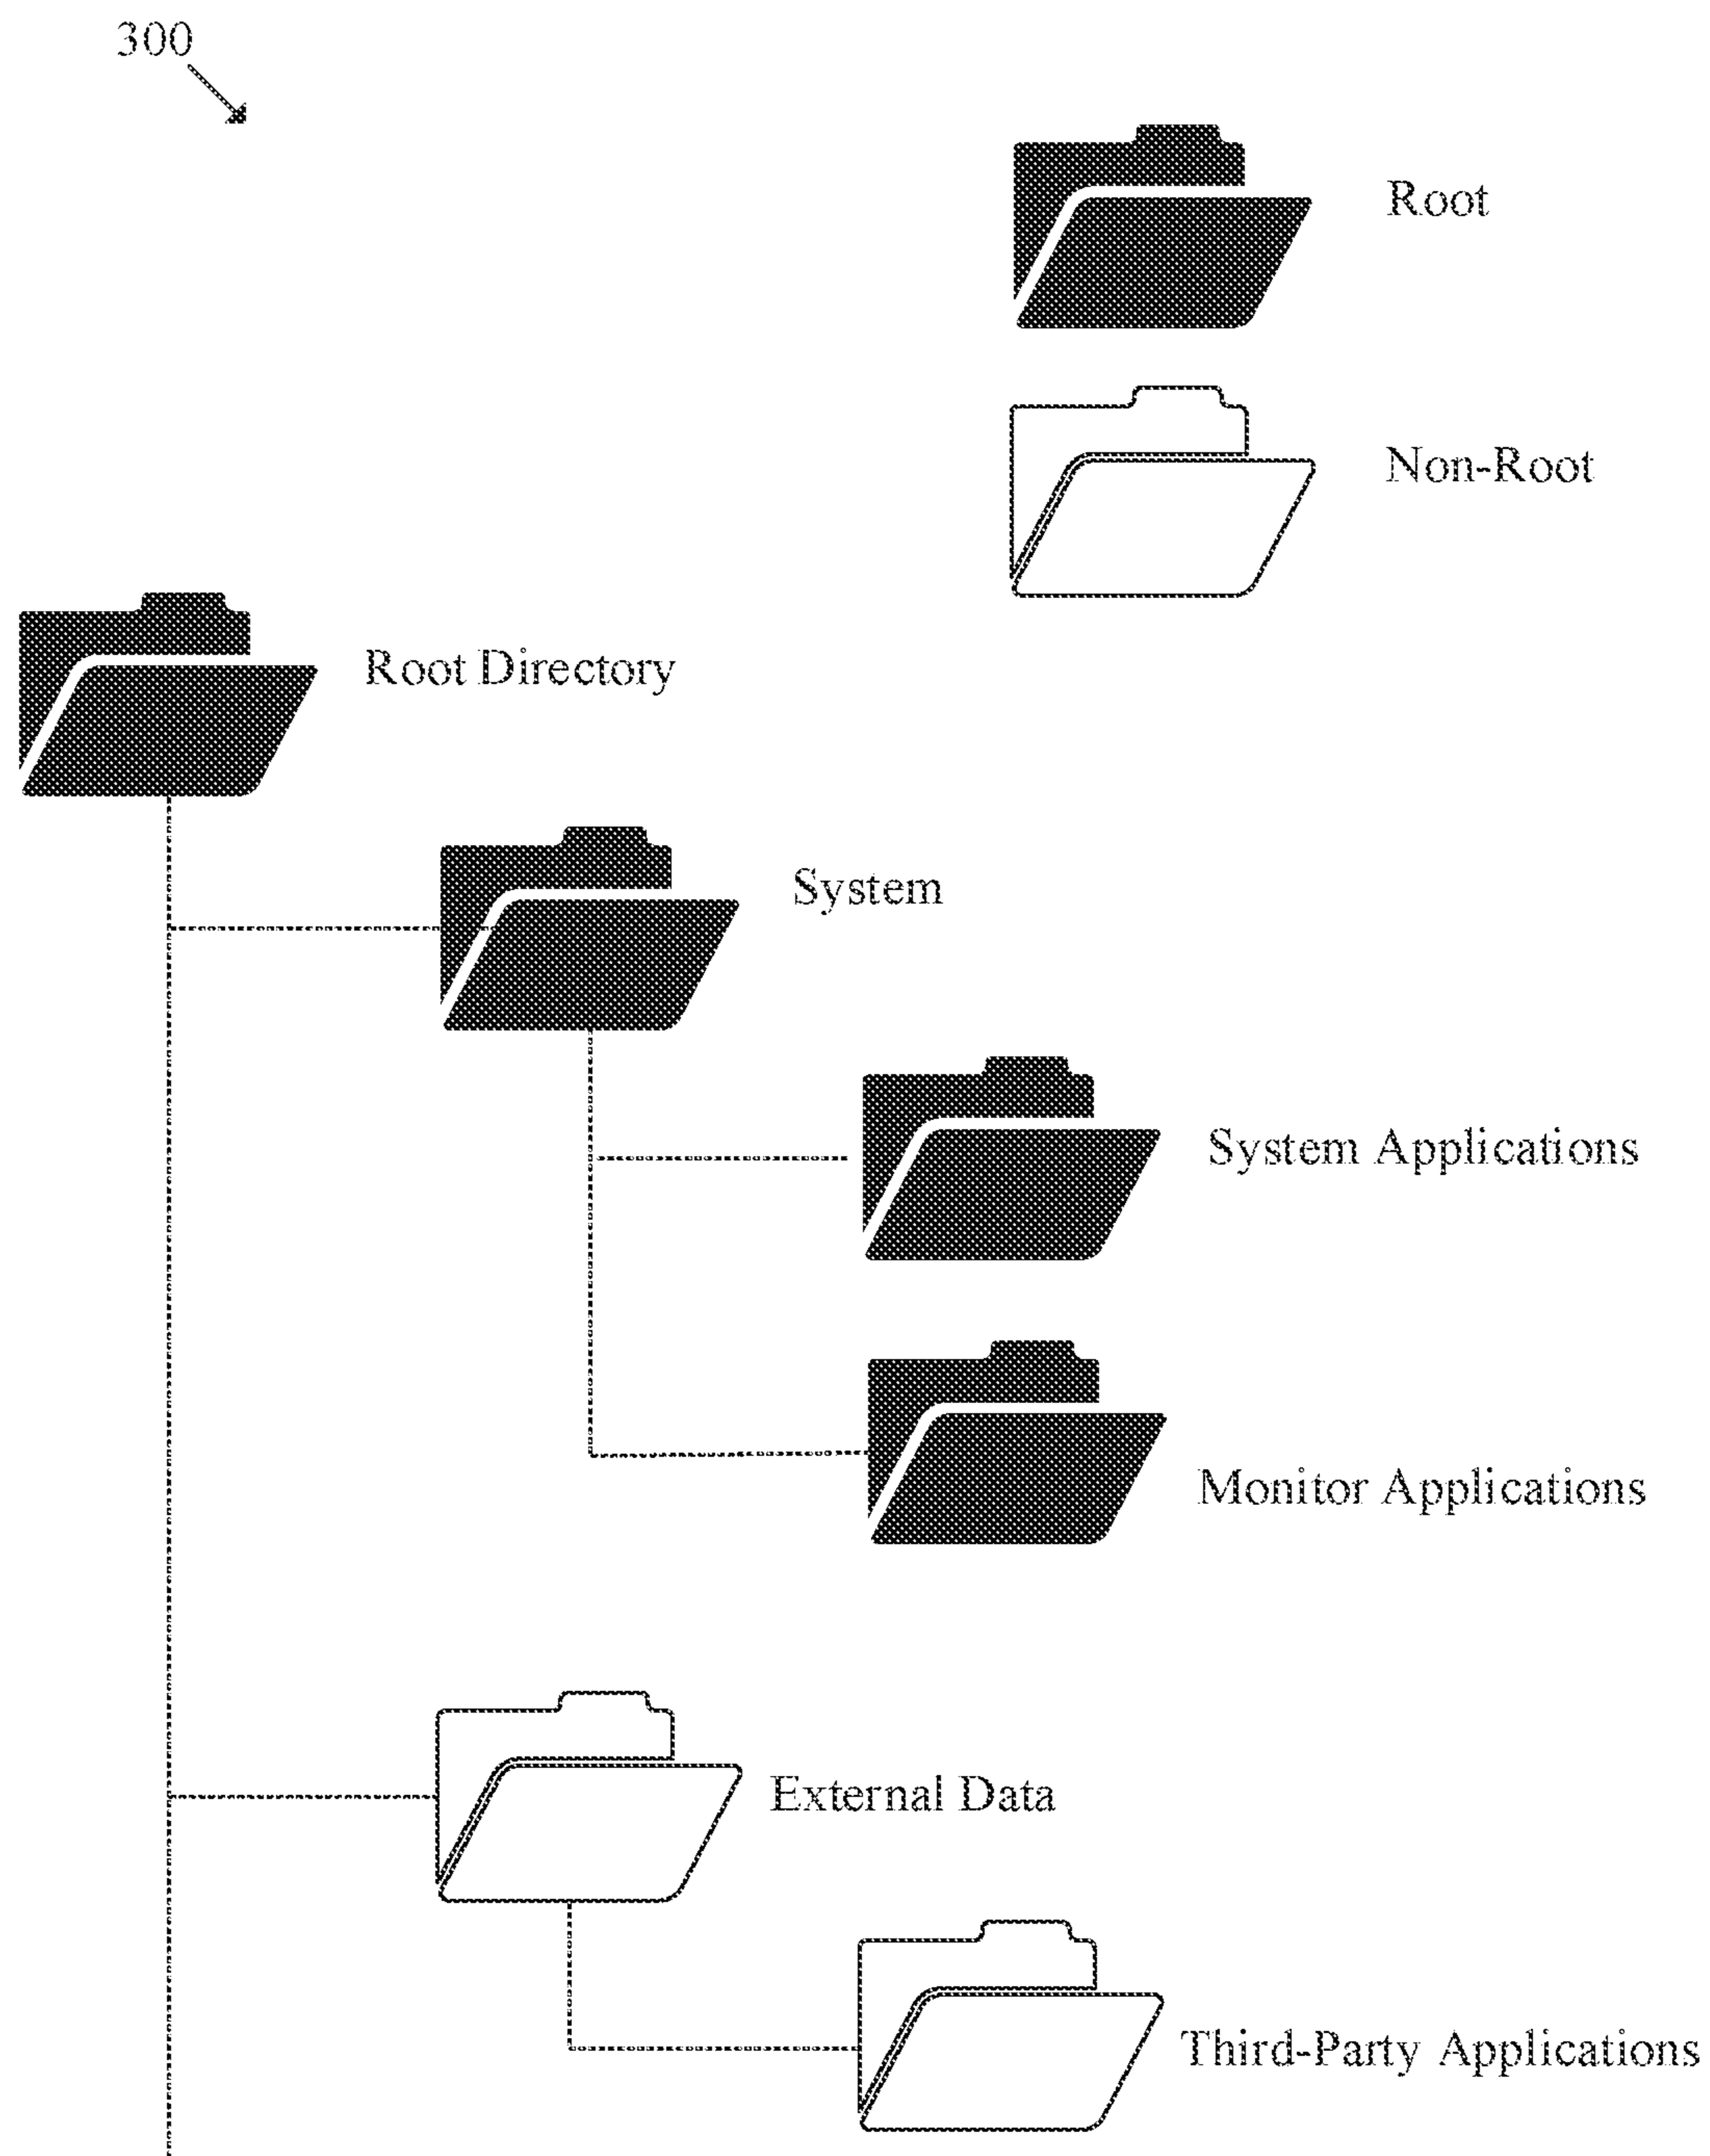 300
Root
Non-Root
Root Directory
System
System Applications
Monitor Applications
External Data
Third-Party Applications